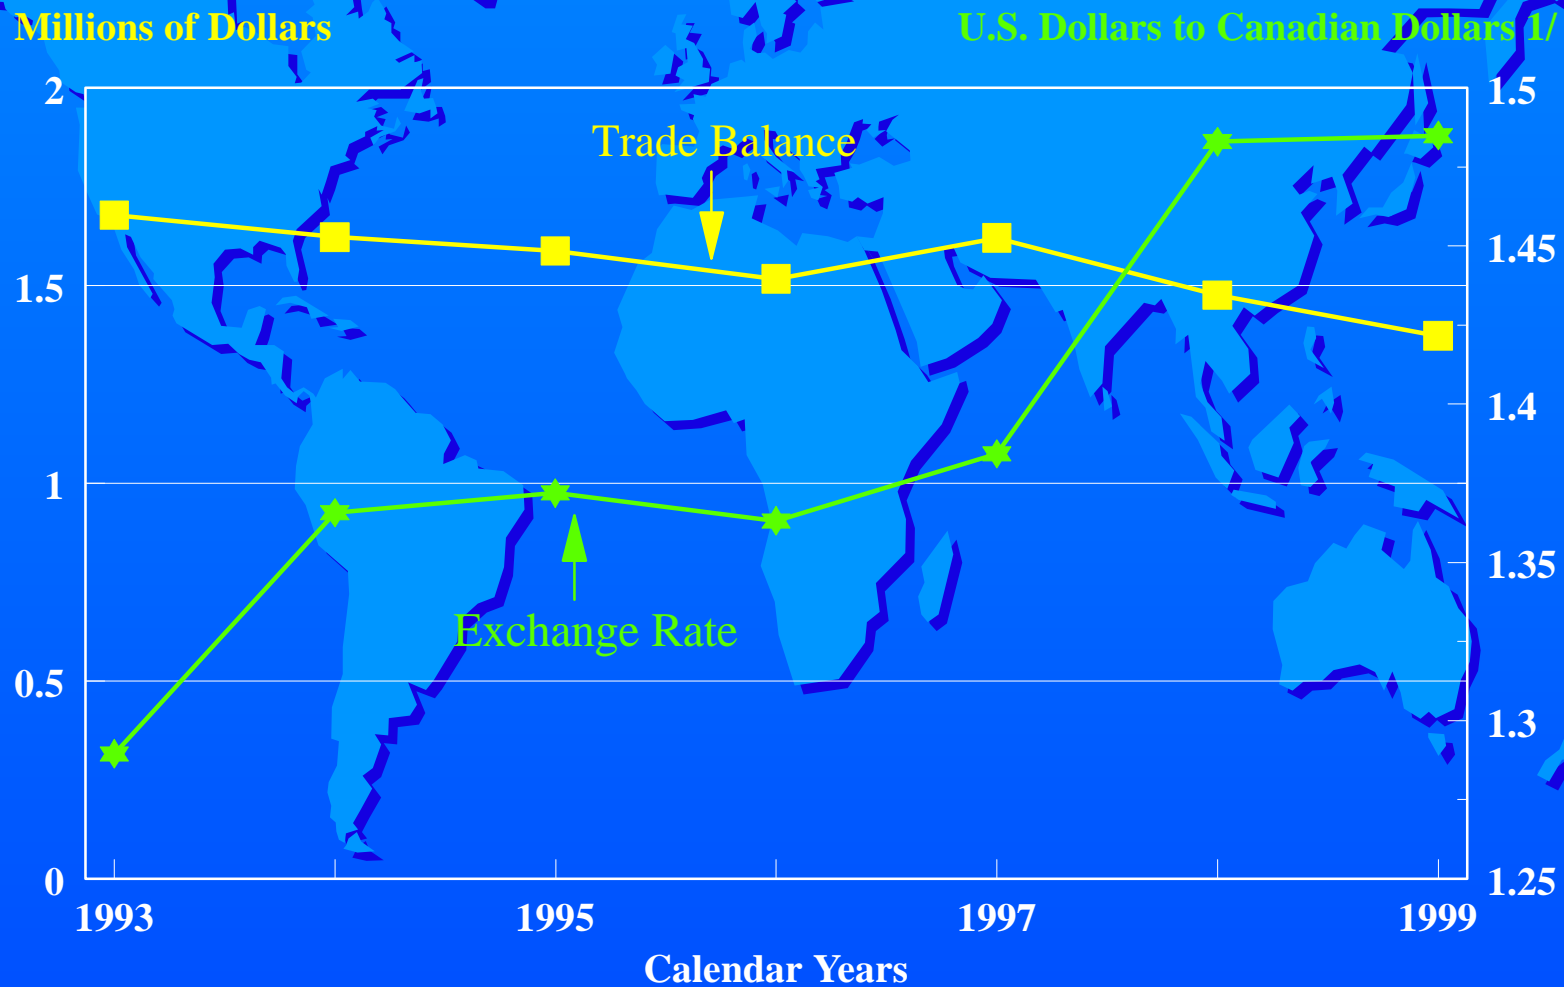 Millions of Dollars
U.S. Dollars to Canadian Dollars 1/
2
1.5
Trade Balance
1.45
1.5
1.4
1
1.35
Exchange Rate
0.5
1.3
0
1.25
1993 1995 1997 1999
Calendar Years